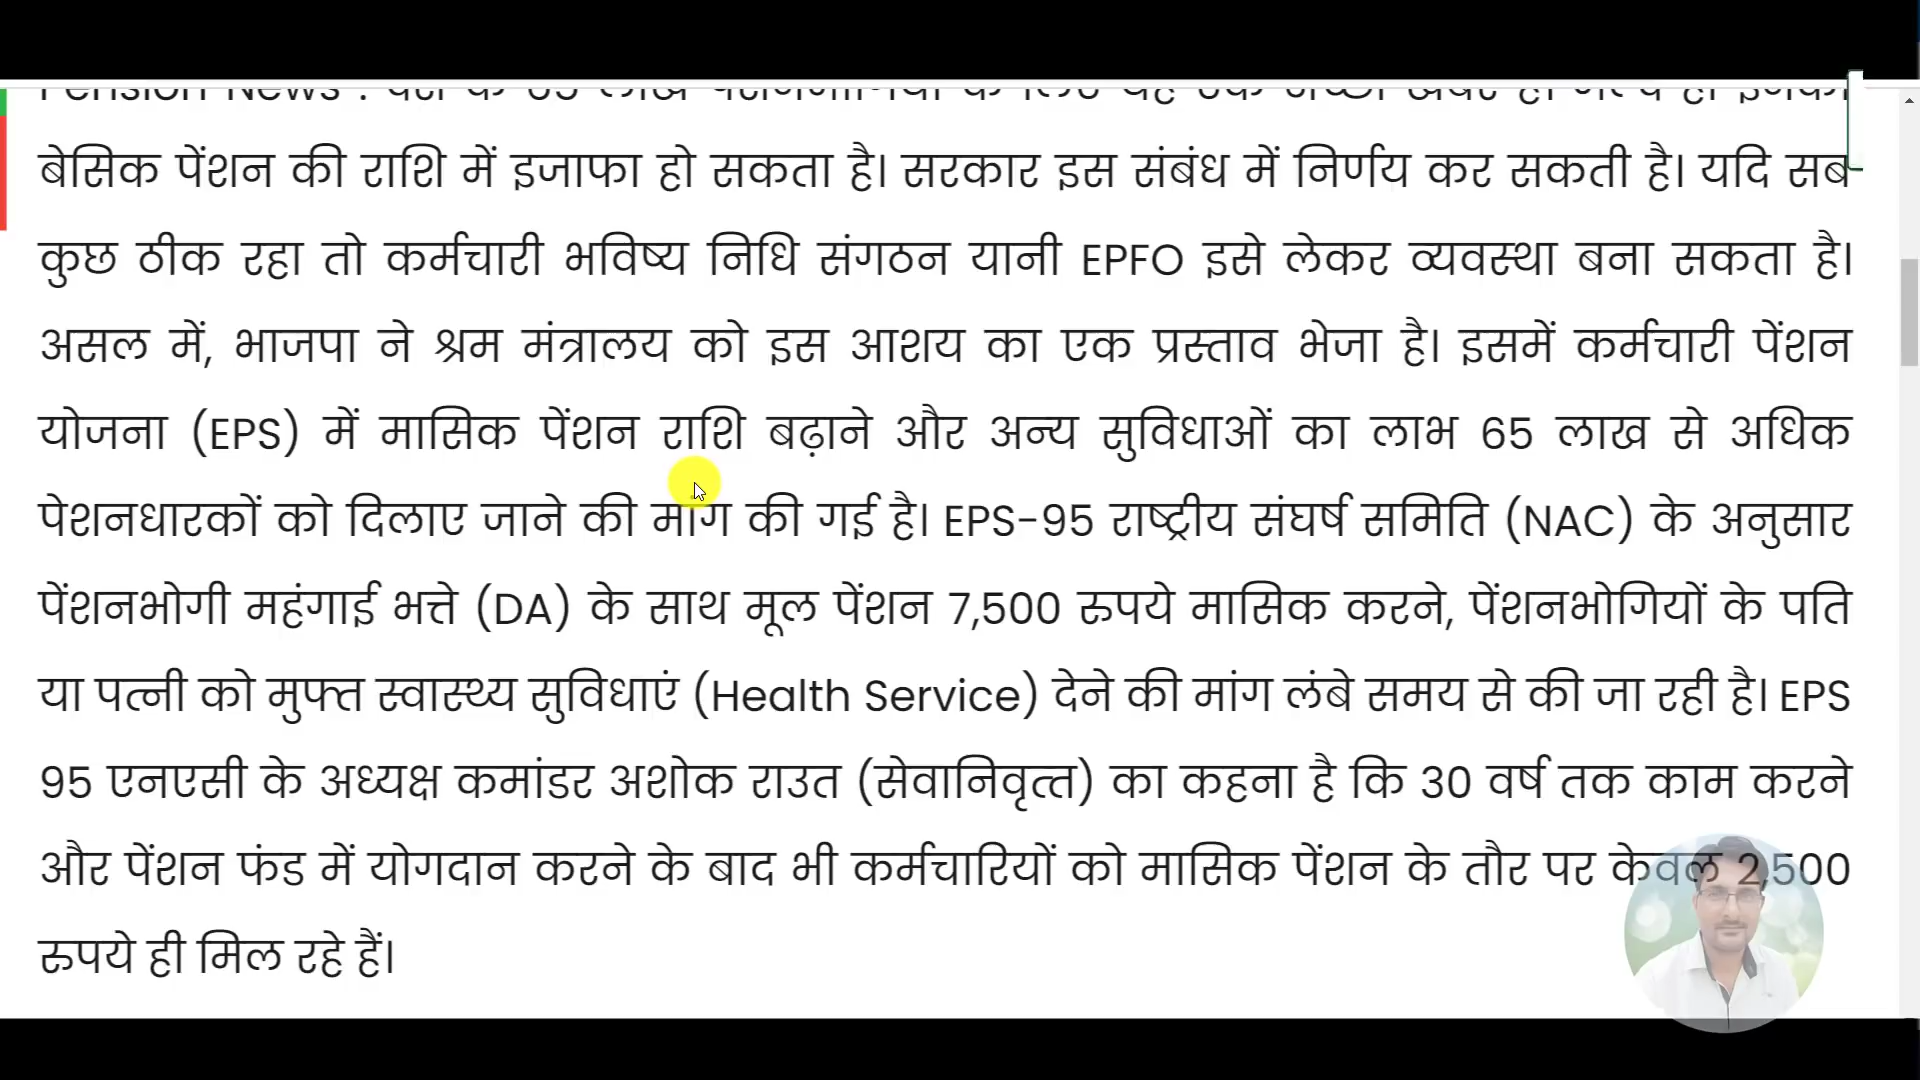 Pension News :
बेसिक पेंशन की राशि में इजाफा हो सकता है। सरकार इस संबंध में निर्णय कर सकती है। यदि सब
कुछ ठीक रहा तो कर्मचारी भविष्य निधि संगठन यानी EPFO इसे लेकर व्यवस्था बना सकता है।
असल में, भाजपा ने श्रम मंत्रालय को इस आशय का एक प्रस्ताव भेजा है। इसमें कर्मचारी पेंशन
योजना (EPS) में मासिक पेंशन राशि बढ़ाने और अन्य सुविधाओं का लाभ 65 लाख से अधिक
पेशनधारकों को दिलाए जाने की मांग की गई है। EPS-95 राष्ट्रीय संघर्ष समिति (NAC) के अनुसार
पेंशनभोगी महंगाई भत्ते (DA) के साथ मूल पेंशन 7,500 रुपये मासिक करने, पेंशनभोगियों के पति
या पत्नी को मुफ्त स्वास्थ्य सुविधाएं (Health Service) देने की मांग लंबे समय से की जा रही है। EPS
95 एनएसी के अध्यक्ष कमांडर अशोक राउत (सेवानिवृत्त) का कहना है कि 30 वर्ष तक काम करने
और पेंशन फंड में योगदान करने के बाद भी कर्मचारियों को मासिक पेंशन के तौर पर केवल 2,500
रुपये ही मिल रहे हैं।